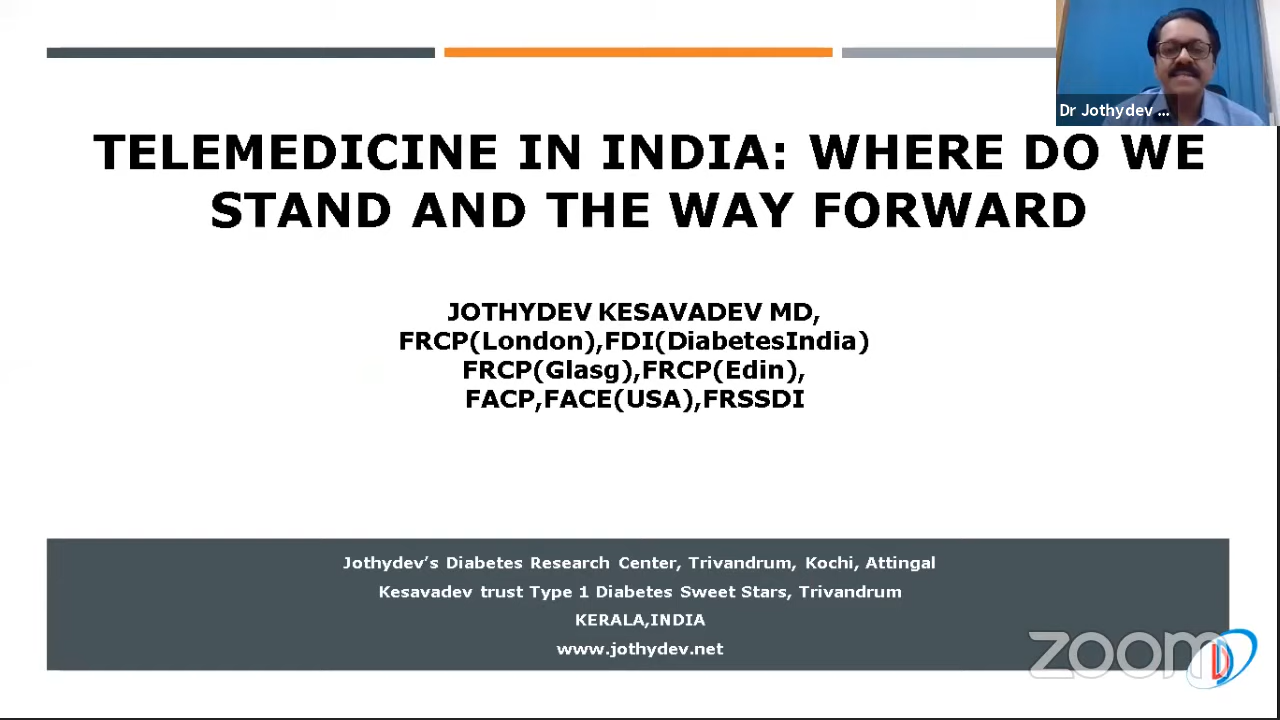 Dr Jothydev ...
TELEMEDICINE IN INDIA: WHERE DO WE
STAND AND THE WAY FORWARD
JOTHYDEV KESAVADEV MD,
FRCP(London),FDI(DiabetesIndia)
FRCP(Glasg),FRCP(Edin),
FACP,FACE(USA),FRSSDI
Jothydev’s Diabetes Research Center, Trivandrum, Kochi, Attingal
Kesavadev trust Type 1 Diabetes Sweet Stars, Trivandrum
KERALA,INDIA
www.jothydev.net
zoom